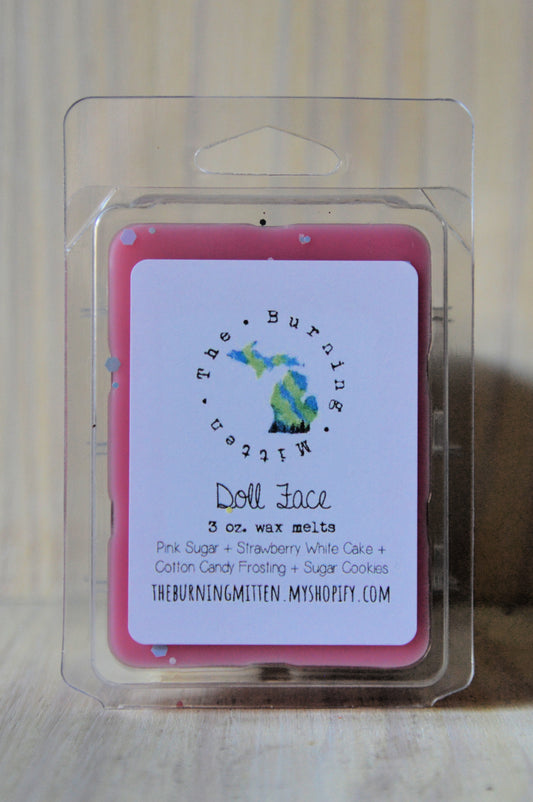 The • Burning • Mitten •
Doll Face
3 oz. wax melts
Pink Sugar + Strawberry White Cake +
Cotton Candy Frosting + Sugar Cookies
THEBURNINGMITTEN.MYSHOPIFY.COM